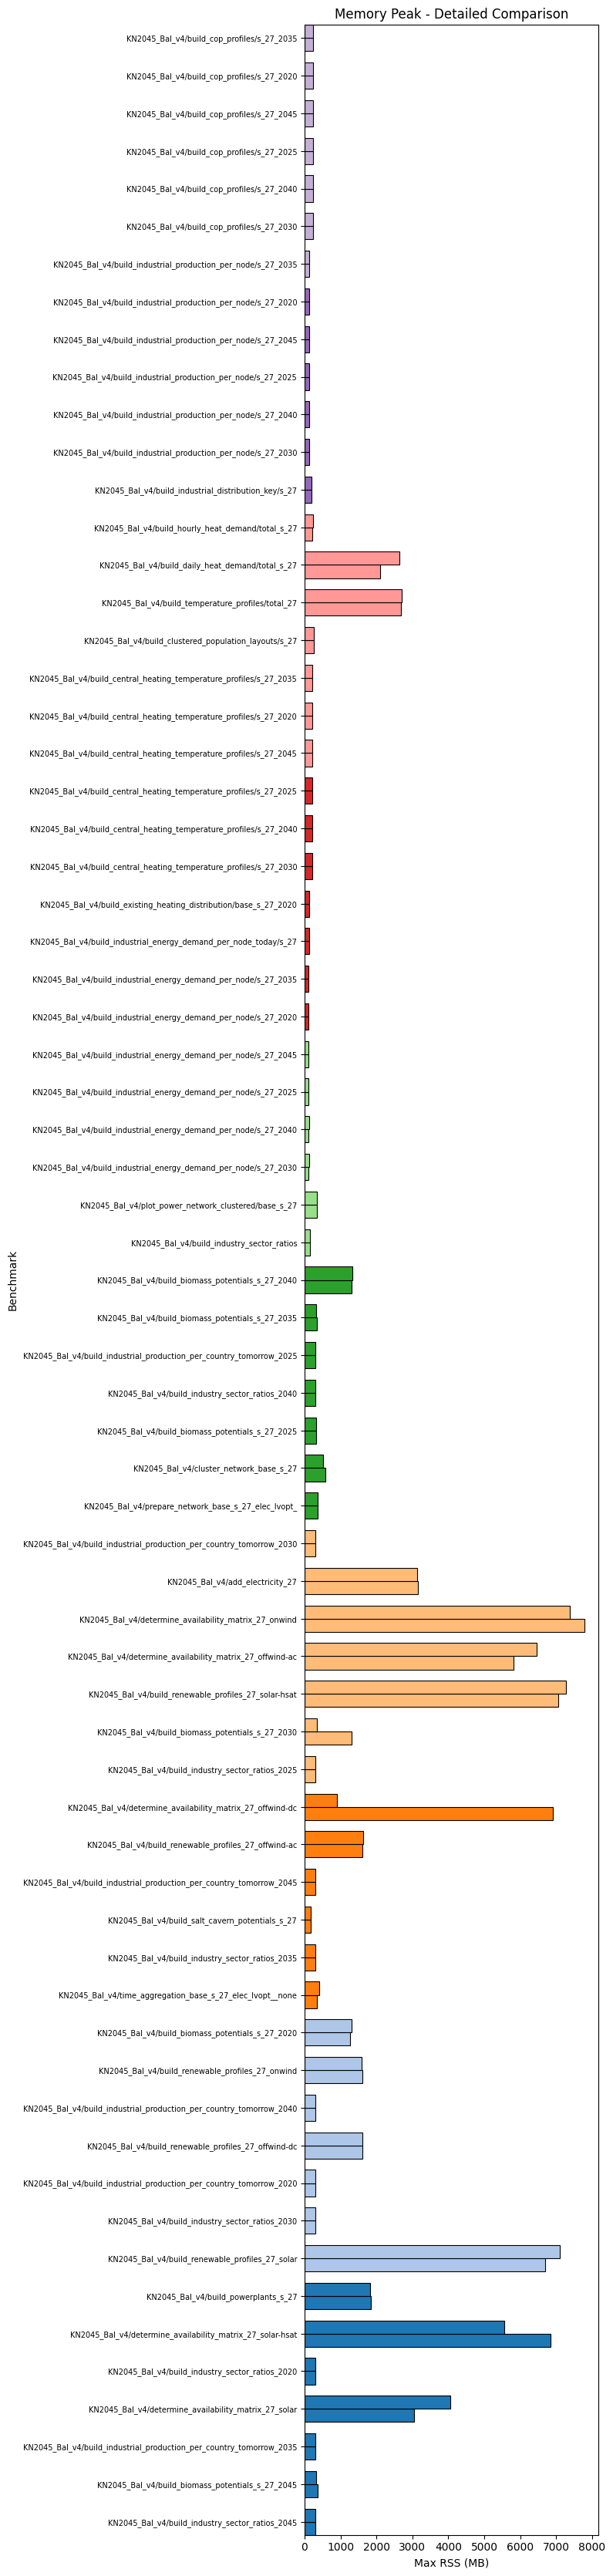 Memory Peak - Detailed Comparison
KN2045_Bal_v4/build_cop_profiles/s_27_2035
KN2045_Bal_v4/build_cop_profiles/s_27_2020
KN2045_Bal_v4/build_cop_profiles/s_27_2045
KN2045_Bal_v4/build_cop_profiles/s_27_2025
KN2045_Bal_v4/build_cop_profiles/s_27_2040
KN2045_Bal_v4/build_cop_profiles/s_27_2030
KN2045_Bal_v4/build_industrial_production_per_node/s_27_2035
KN2045_Bal_v4/build_industrial_production_per_node/s_27_2020
KN2045_Bal_v4/build_industrial_production_per_node/s_27_2045
KN2045_Bal_v4/build_industrial_production_per_node/s_27_2025
KN2045_Bal_v4/build_industrial_production_per_node/s_27_2040
KN2045_Bal_v4/build_industrial_production_per_node/s_27_2030
KN2045_Bal_v4/build_industrial_distribution_key/s_27
KN2045_Bal_v4/build_hourly_heat_demand/total_s_27
KN2045_Bal_v4/build_daily_heat_demand/total_s_27
KN2045_Bal_v4/build_temperature_profiles/total_27
KN2045_Bal_v4/build_clustered_population_layouts/s_27
KN2045_Bal_v4/build_central_heating_temperature_profiles/s_27_2035
KN2045_Bal_v4/build_central_heating_temperature_profiles/s_27_2020
KN2045_Bal_v4/build_central_heating_temperature_profiles/s_27_2045
KN2045_Bal_v4/build_central_heating_temperature_profiles/s_27_2025
KN2045_Bal_v4/build_central_heating_temperature_profiles/s_27_2040
KN2045_Bal_v4/build_central_heating_temperature_profiles/s_27_2030
KN2045_Bal_v4/build_existing_heating_distribution/base_s_27_2020
KN2045_Bal_v4/build_industrial_energy_demand_per_node_today/s_27
KN2045_Bal_v4/build_industrial_energy_demand_per_node/s_27_2035
KN2045_Bal_v4/build_industrial_energy_demand_per_node/s_27_2020
KN2045_Bal_v4/build_industrial_energy_demand_per_node/s_27_2045
KN2045_Bal_v4/build_industrial_energy_demand_per_node/s_27_2025
KN2045_Bal_v4/build_industrial_energy_demand_per_node/s_27_2040
KN2045_Bal_v4/build_industrial_energy_demand_per_node/s_27_2030
KN2045_Bal_v4/plot_power_network_clustered/base_s_27
KN2045_Bal_v4/build_industry_sector_ratios
KN2045_Bal_v4/build_biomass_potentials_s_27_2040
KN2045_Bal_v4/build_biomass_potentials_s_27_2035
KN2045_Bal_v4/build_industrial_production_per_country_tomorrow_2025
KN2045_Bal_v4/build_industry_sector_ratios_2040
KN2045_Bal_v4/build_biomass_potentials_s_27_2025
KN2045_Bal_v4/cluster_network_base_s_27
KN2045_Bal_v4/prepare_network_base_s_27_elec_lvopt_
KN2045_Bal_v4/build_industrial_production_per_country_tomorrow_2030
KN2045_Bal_v4/add_electricity_27
KN2045_Bal_v4/determine_availability_matrix_27_onwind
KN2045_Bal_v4/determine_availability_matrix_27_offwind-ac
KN2045_Bal_v4/build_renewable_profiles_27_solar-hsat
KN2045_Bal_v4/build_biomass_potentials_s_27_2030
KN2045_Bal_v4/build_industry_sector_ratios_2025
KN2045_Bal_v4/determine_availability_matrix_27_offwind-dc
KN2045_Bal_v4/build_renewable_profiles_27_offwind-ac
KN2045_Bal_v4/build_industrial_production_per_country_tomorrow_2045
KN2045_Bal_v4/build_salt_cavern_potentials_s_27
KN2045_Bal_v4/build_industry_sector_ratios_2035
KN2045_Bal_v4/time_aggregation_base_s_27_elec_lvopt__none
KN2045_Bal_v4/build_biomass_potentials_s_27_2020
KN2045_Bal_v4/build_renewable_profiles_27_onwind
KN2045_Bal_v4/build_industrial_production_per_country_tomorrow_2040
KN2045_Bal_v4/build_renewable_profiles_27_offwind-dc
KN2045_Bal_v4/build_industrial_production_per_country_tomorrow_2020
KN2045_Bal_v4/build_industry_sector_ratios_2030
KN2045_Bal_v4/build_renewable_profiles_27_solar
KN2045_Bal_v4/build_powerplants_s_27
KN2045_Bal_v4/determine_availability_matrix_27_solar-hsat
KN2045_Bal_v4/build_industry_sector_ratios_2020
KN2045_Bal_v4/determine_availability_matrix_27_solar
KN2045_Bal_v4/build_industrial_production_per_country_tomorrow_2035
KN2045_Bal_v4/build_biomass_potentials_s_27_2045
KN2045_Bal_v4/build_industry_sector_ratios_2045
Benchmark
0 1000 2000 3000 4000 5000 6000 7000 8000
Max RSS (MB)